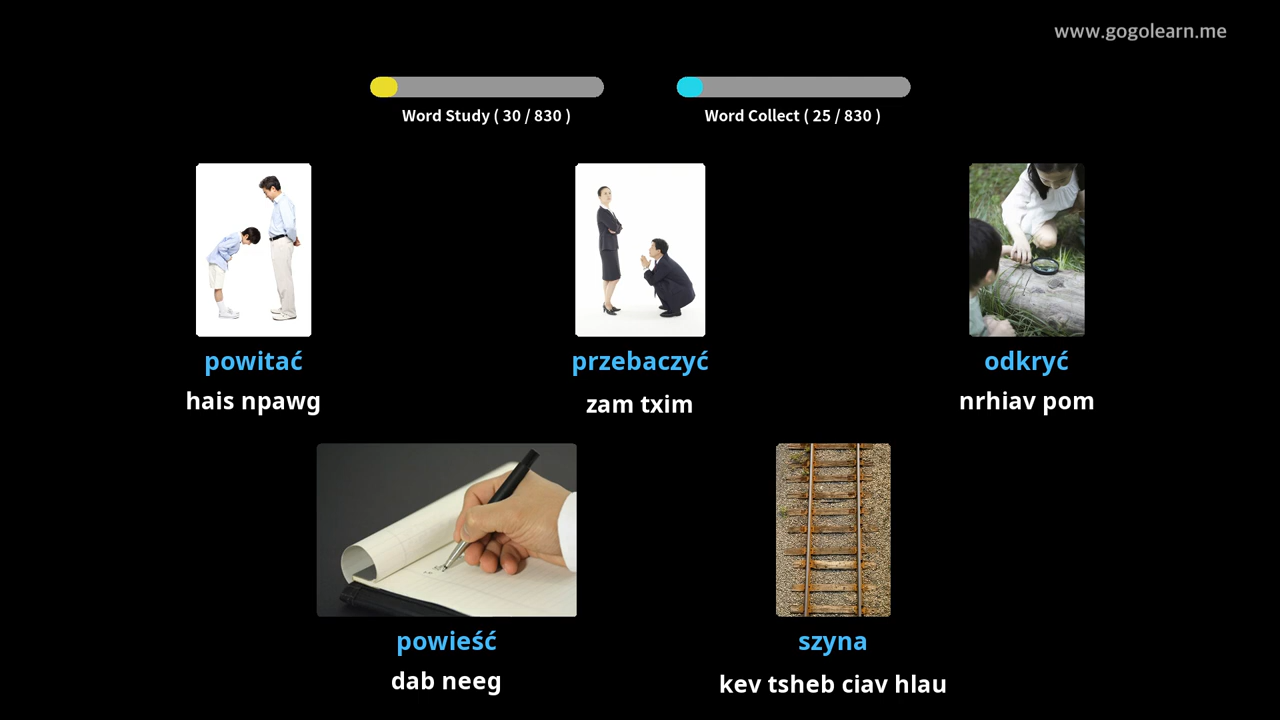 www.gogolearn.me
Word Study ( 30 / 830 )
Word Collect ( 25 / 830 )
powitać
hais npawg
przebaczyć
zam txim
odkryć
nrhiav pom
powieść
dab neeg
szyna
kev tsheb ciav hlau